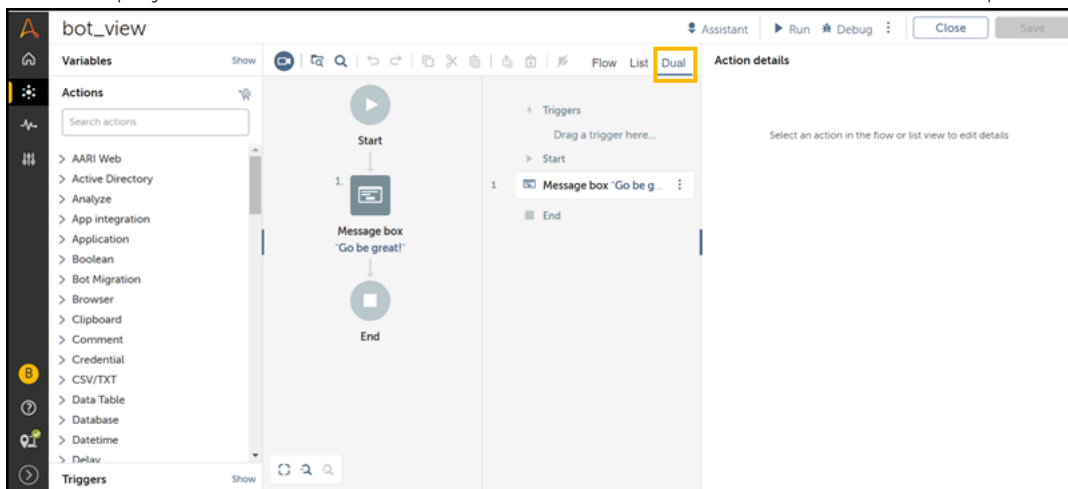 bot_view
Assistant
Run
Debug
Close
Save
Variables
Show
Flow
List
Dual
Action details
Actions
Search actions
AARI Web
Active Directory
Analyze
App integration
Application
Boolean
Bot Migration
Browser
Clipboard
Comment
Credential
CSV/TXT
Data Table
Database
Datetime
Delay
Triggers
Show
Start
1.
Message box
"Go be great!"
End
Triggers
Drag a trigger here...
Start
1
Message box "Go be g...
End
Select an action in the flow or list view to edit details
B